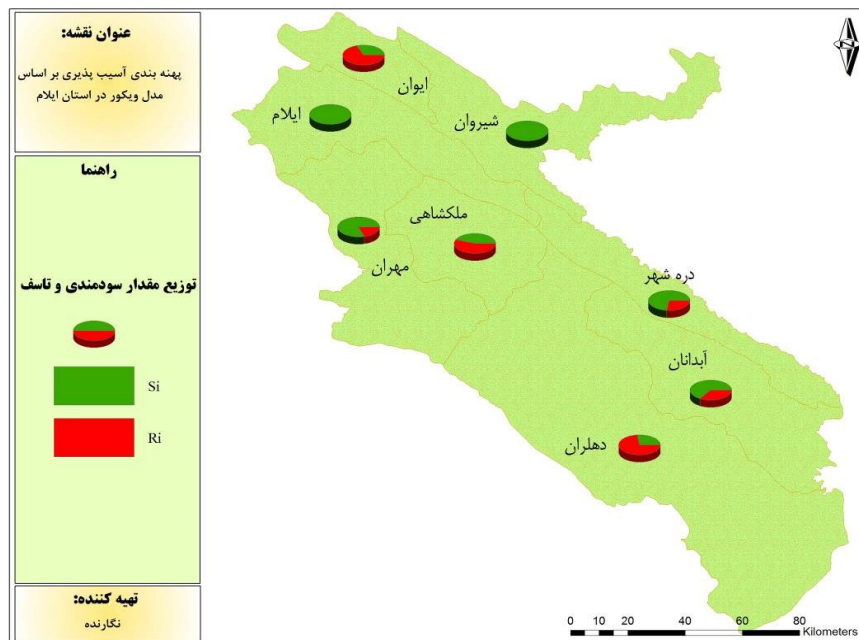 عنوان نقشه:
پهنه بندی آسیب پذیری بر اساس
مدل ویکور در استان ایلام
راهنما
توزیع مقدار سودمندی و تاسف
Si
Ri
تهیه کننده:
نگارنده
ایوان
ایلام
شیروان
ملکشاهی
مهران
دره شهر
آبدانان
دهلران
0 5 10 20 40 60 80
Kilometers